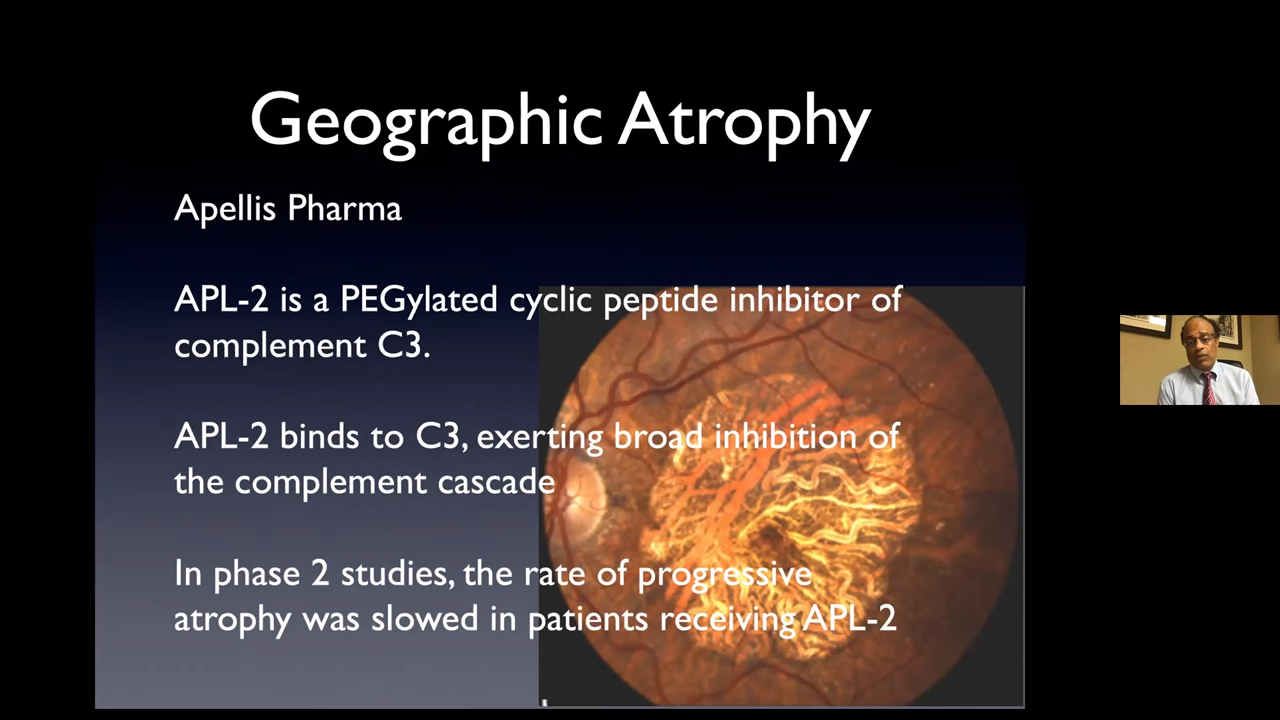 Geographic Atrophy
Apellis Pharma
APL-2 is a PEGylated cyclic peptide inhibitor of
complement C3.
APL-2 binds to C3, exerting broad inhibition of
the complement cascade
In phase 2 studies, the rate of progressive
atrophy was slowed in patients receiving APL-2